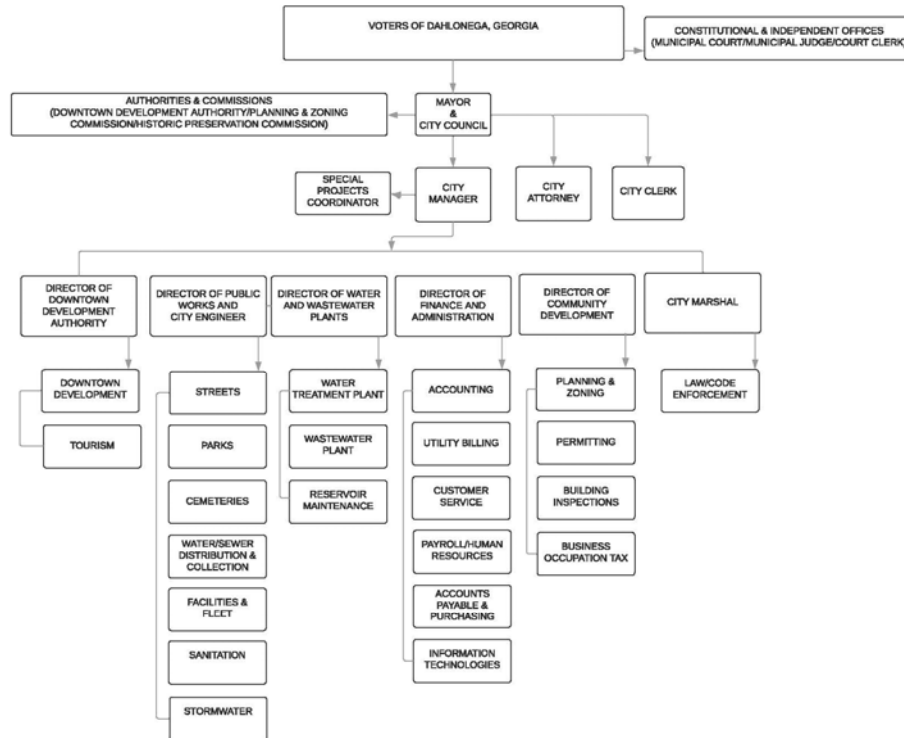 VOTERS OF DAHLONEGA, GEORGIA
CONSTITUTIONAL & INDEPENDENT OFFICES
(MUNICIPAL COURT/MUNICIPAL JUDGE/COURT CLERK)
AUTHORITIES & COMMISSIONS
(DOWNTOWN DEVELOPMENT AUTHORITY/PLANNING & ZONING
COMMISSION/HISTORIC PRESERVATION COMMISSION)
MAYOR
&
CITY COUNCIL
SPECIAL
PROJECTS
COORDINATOR
CITY
MANAGER
CITY
ATTORNEY
CITY CLERK
DIRECTOR OF
DOWNTOWN
DEVELOPMENT
AUTHORITY
DIRECTOR OF PUBLIC
WORKS AND
CITY ENGINEER
DIRECTOR OF WATER
AND WASTEWATER
PLANTS
DIRECTOR OF
FINANCE AND
ADMINISTRATION
DIRECTOR OF
COMMUNITY
DEVELOPMENT
CITY MARSHAL
DOWNTOWN
DEVELOPMENT
TOURISM
STREETS
PARKS
CEMETERIES
WATER/SEWER
DISTRIBUTION &
COLLECTION
FACILITIES &
FLEET
SANITATION
STORMWATER
WATER
TREATMENT PLANT
WASTEWATER
PLANT
RESERVOIR
MAINTENANCE
ACCOUNTING
UTILITY BILLING
CUSTOMER
SERVICE
PAYROLL/HUMAN
RESOURCES
ACCOUNTS
PAYABLE &
PURCHASING
INFORMATION
TECHNOLOGIES
PLANNING &
ZONING
PERMITTING
BUILDING
INSPECTIONS
BUSINESS
OCCUPATION TAX
LAW/CODE
ENFORCEMENT